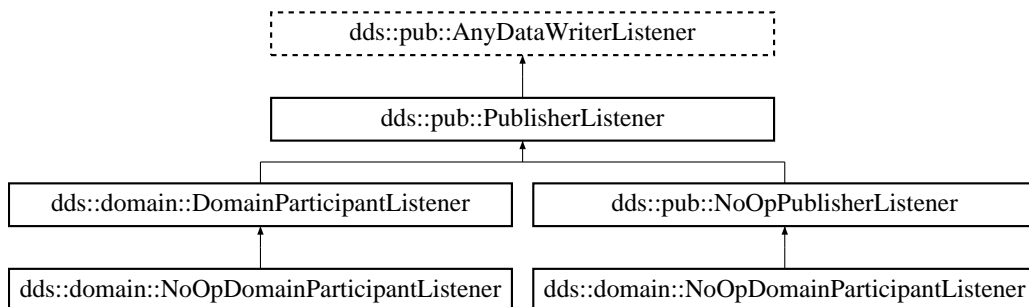 dds::pub::AnyDataWriterListener
dds::pub::PublisherListener
dds::domain::DomainParticipantListener
dds::pub::NoOpPublisherListener
dds::domain::NoOpDomainParticipantListener
dds::domain::NoOpDomainParticipantListener